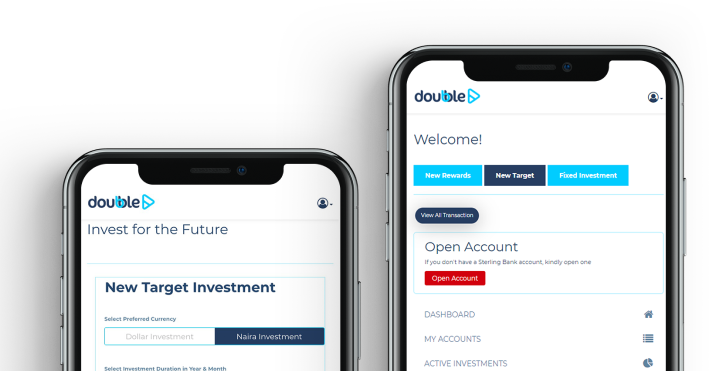 doubble
Invest for the Future
New Target Investment
Select Preferred Currency
Dollar Investment
Naira Investment
Select Investment Duration in Year & Month
doubble
Welcome!
New Rewards
New Target
Fixed Investment
View All Transaction
Open Account
If you don't have a Sterling Bank account, kindly open one
Open Account
DASHBOARD
MY ACCOUNTS
ACTIVE INVESTMENTS